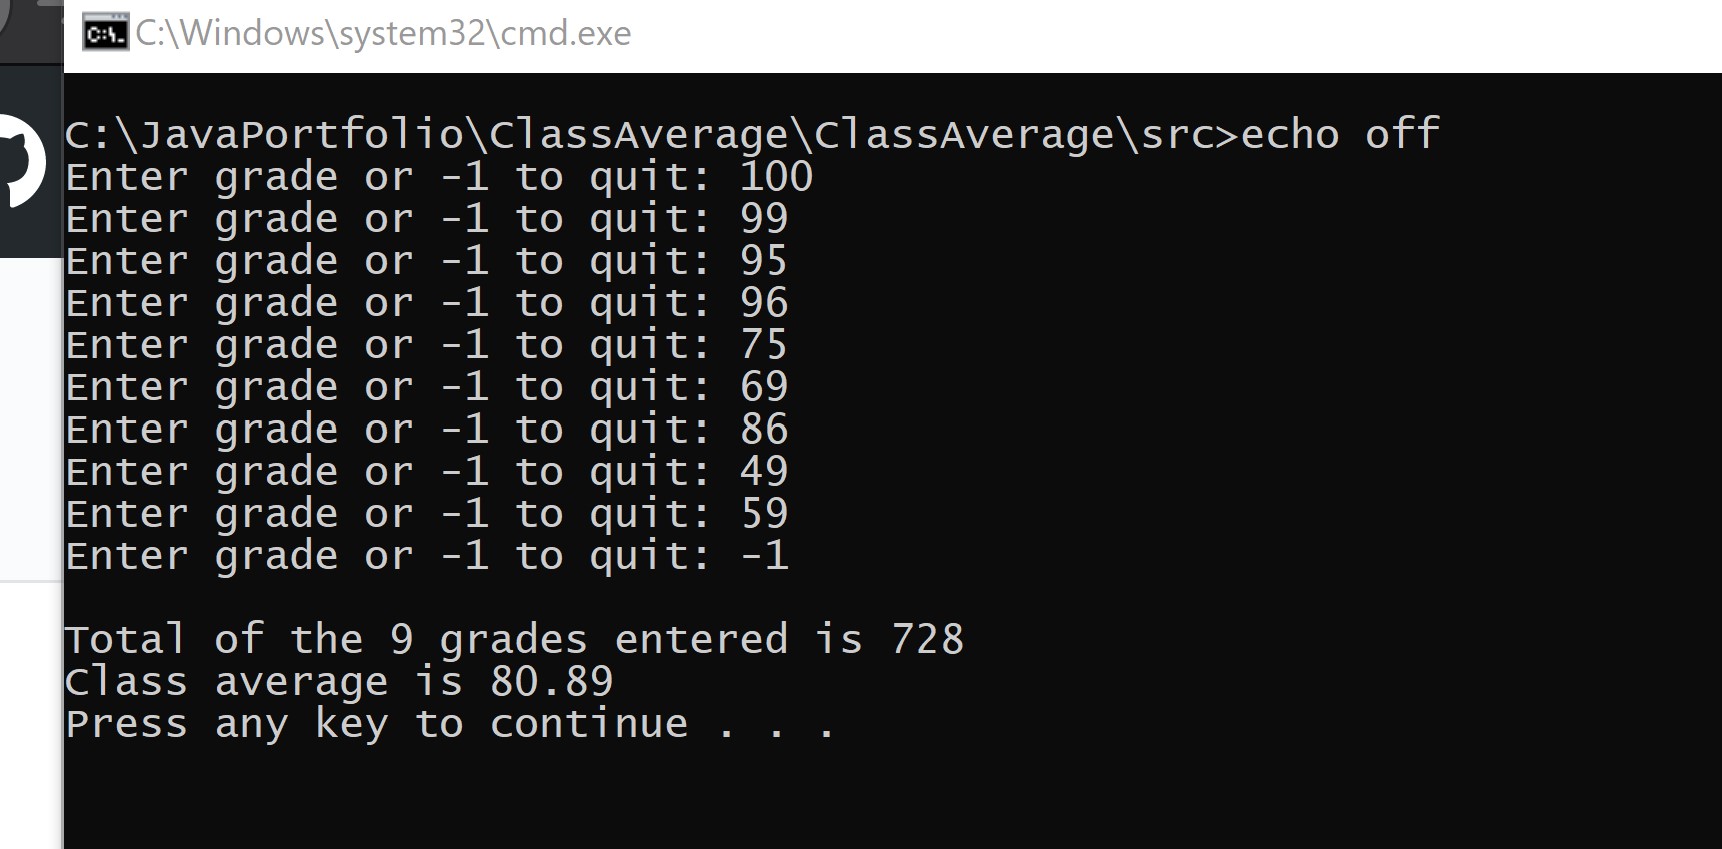 C:\Windows\system32\cmd.exe
C:\JavaPortfolio\ClassAverage\ClassAverage\src>echo off
Enter grade or -1 to quit: 100
Enter grade or -1 to quit: 99
Enter grade or -1 to quit: 95
Enter grade or -1 to quit: 96
Enter grade or -1 to quit: 75
Enter grade or -1 to quit: 69
Enter grade or -1 to quit: 86
Enter grade or -1 to quit: 49
Enter grade or -1 to quit: 59
Enter grade or -1 to quit: -1
Total of the 9 grades entered is 728
Class average is 80.89
Press any key to continue . . .